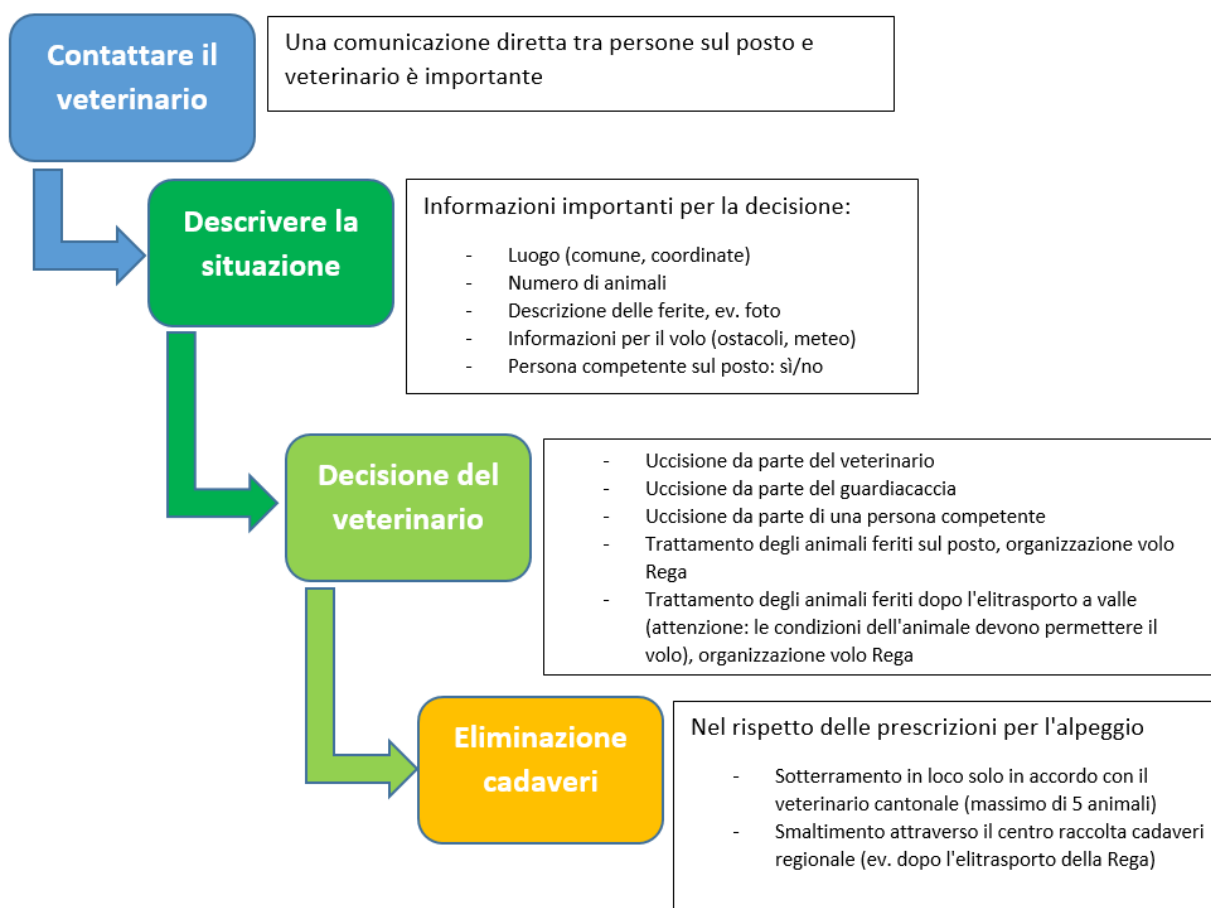 Contattare il
veterinario
Una comunicazione diretta tra persone sul posto e
veterinario è importante
Descrivere la
situazione
Informazioni importanti per la decisione:
- Luogo (comune, coordinate)
- Numero di animali
- Descrizione delle ferite, ev. foto
- Informazioni per il volo (ostacoli, meteo)
- Persona competente sul posto: sì/no
Decisione del
veterinario
- Uccisione da parte del veterinario
- Uccisione da parte del guardiacaccia
- Uccisione da parte di una persona competente
- Trattamento degli animali feriti sul posto, organizzazione volo
Rega
- Trattamento degli animali feriti dopo l'elitrasporto a valle
(attenzione: le condizioni dell'animale devono permettere il
volo), organizzazione volo Rega
Eliminazione
cadaveri
Nel rispetto delle prescrizioni per l'alpeggio
- Sotterramento in loco solo in accordo con il
veterinario cantonale (massimo di 5 animali)
- Smaltimento attraverso il centro raccolta cadaveri
regionale (ev. dopo l'elitrasporto della Rega)